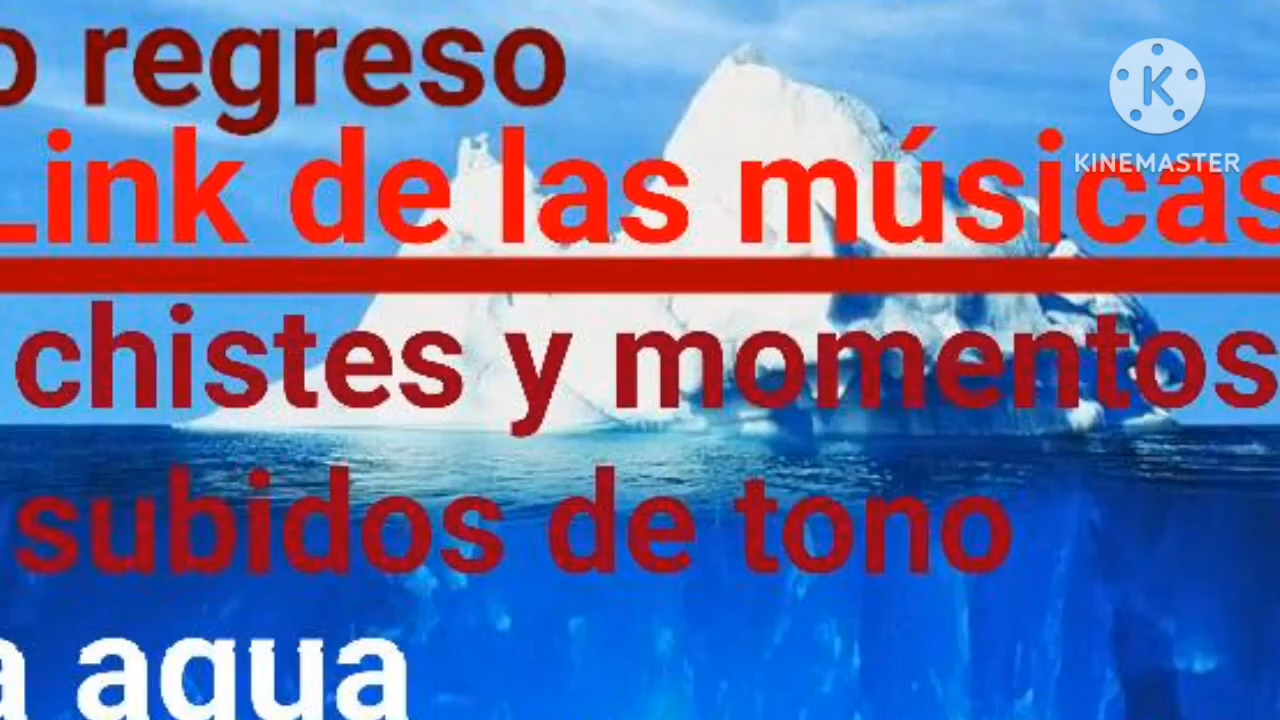 o regreso
Link de las músicas
KINEMASTER
chistes y momentos
subidos de tono
a agua